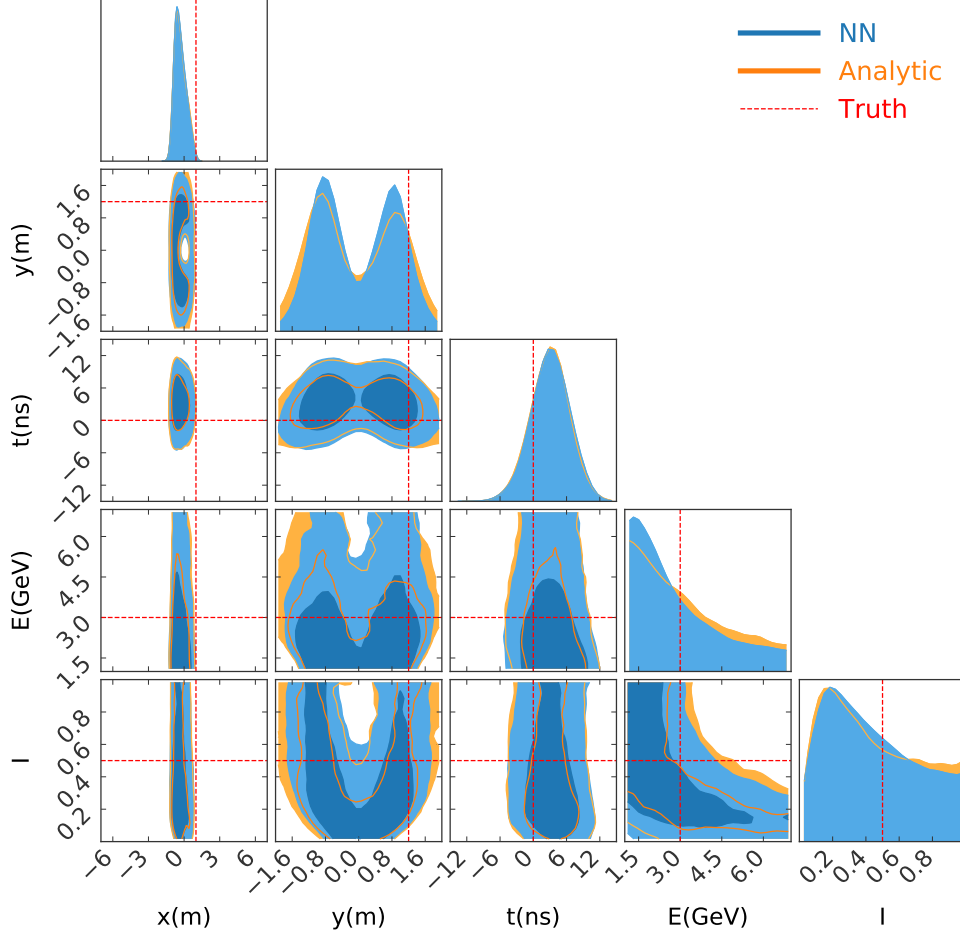 NN
Analytic
Truth
y(m)
1.6
0.8
0.0
−0.8
−1.6
t(ns)
12
6
0
−6
−12
E(GeV)
6.0
4.5
3.0
1.5
I
0.8
0.6
0.4
0.2
−6 −3 0 3 6
−1.6 −0.8 0.0 0.8 1.6
−12 −6 0 6 12
1.5 3.0 4.5 6.0
0.2 0.4 0.6 0.8
x(m) y(m) t(ns) E(GeV) I